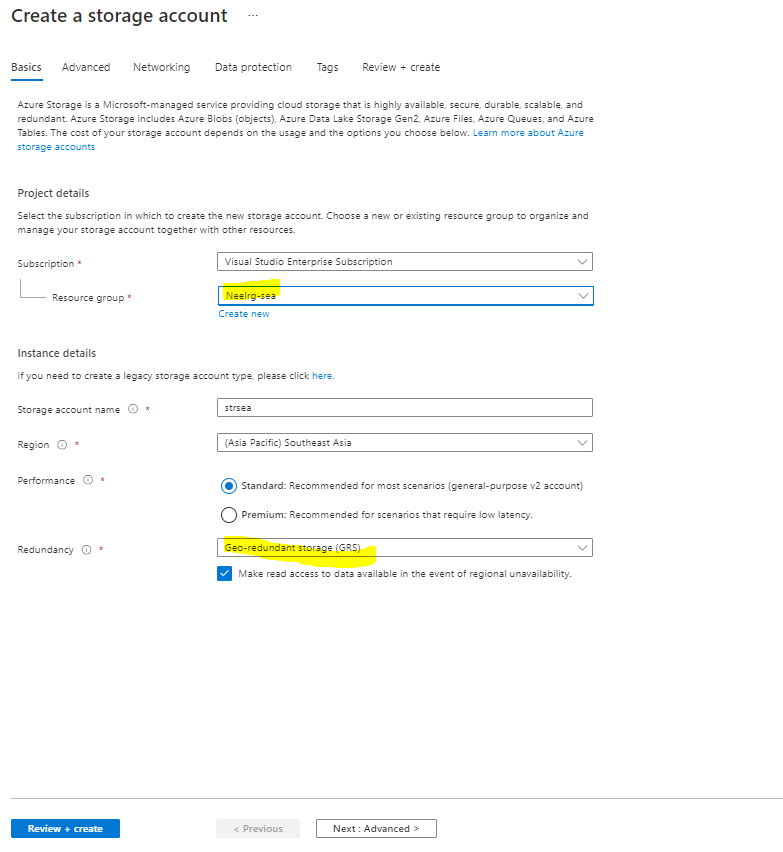 Create a storage account ...
Basics Advanced Networking Data protection Tags Review + create
Azure Storage is a Microsoft-managed service providing cloud storage that is highly available, secure, durable, scalable, and
redundant. Azure Storage includes Azure Blobs (objects), Azure Data Lake Storage Gen2, Azure Files, Azure Queues, and Azure
Tables. The cost of your storage account depends on the usage and the options you choose below. Learn more about Azure
storage accounts
Project details
Select the subscription in which to create the new storage account. Choose a new or existing resource group to organize and
manage your storage account together with other resources.
Subscription * Visual Studio Enterprise Subscription
Resource group * Neelrg-sea
Create new
Instance details
If you need to create a legacy storage account type, please click here.
Storage account name * strsea
Region * (Asia Pacific) Southeast Asia
Performance * Standard: Recommended for most scenarios (general-purpose v2 account)
Premium: Recommended for scenarios that require low latency.
Redundancy * Geo-redundant storage (GRS)
Make read access to data available in the event of regional unavailability.
Review + create < Previous Next : Advanced >